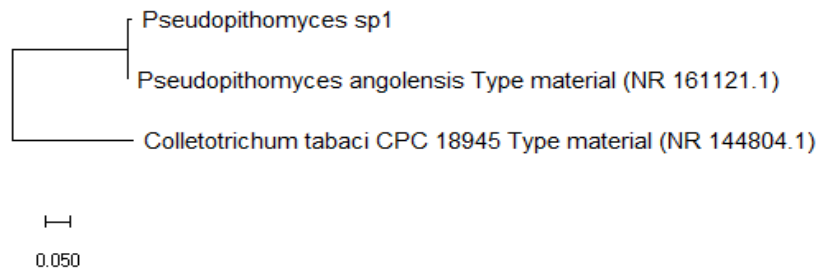 Pseudopithomyces sp1
Pseudopithomyces angolensis Type material (NR 161121.1)
Colletotrichum tabaci CPC 18945 Type material (NR 144804.1)
0.050